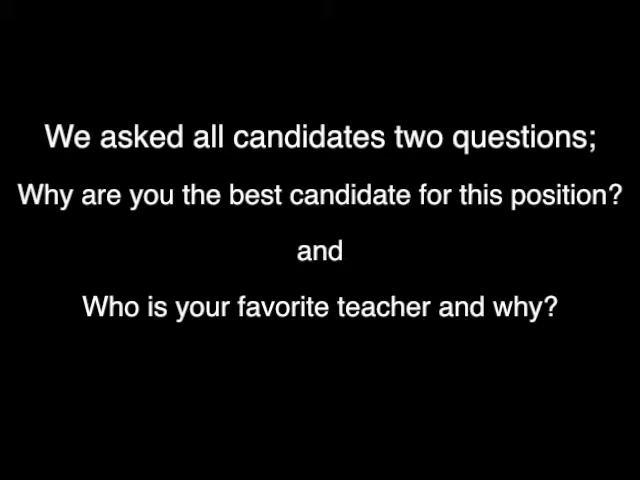 We asked all candidates two questions;
Why are you the best candidate for this position?
and
Who is your favorite teacher and why?